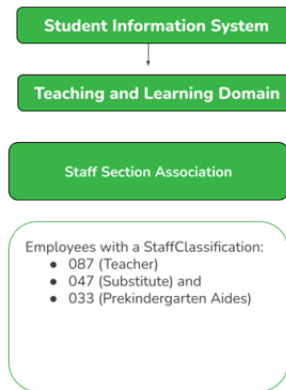 Student Information System
Teaching and Learning Domain
Staff Section Association
Employees with a StaffClassification:
● 087 (Teacher)
● 047 (Substitute) and
● 033 (Prekindergarten Aides)